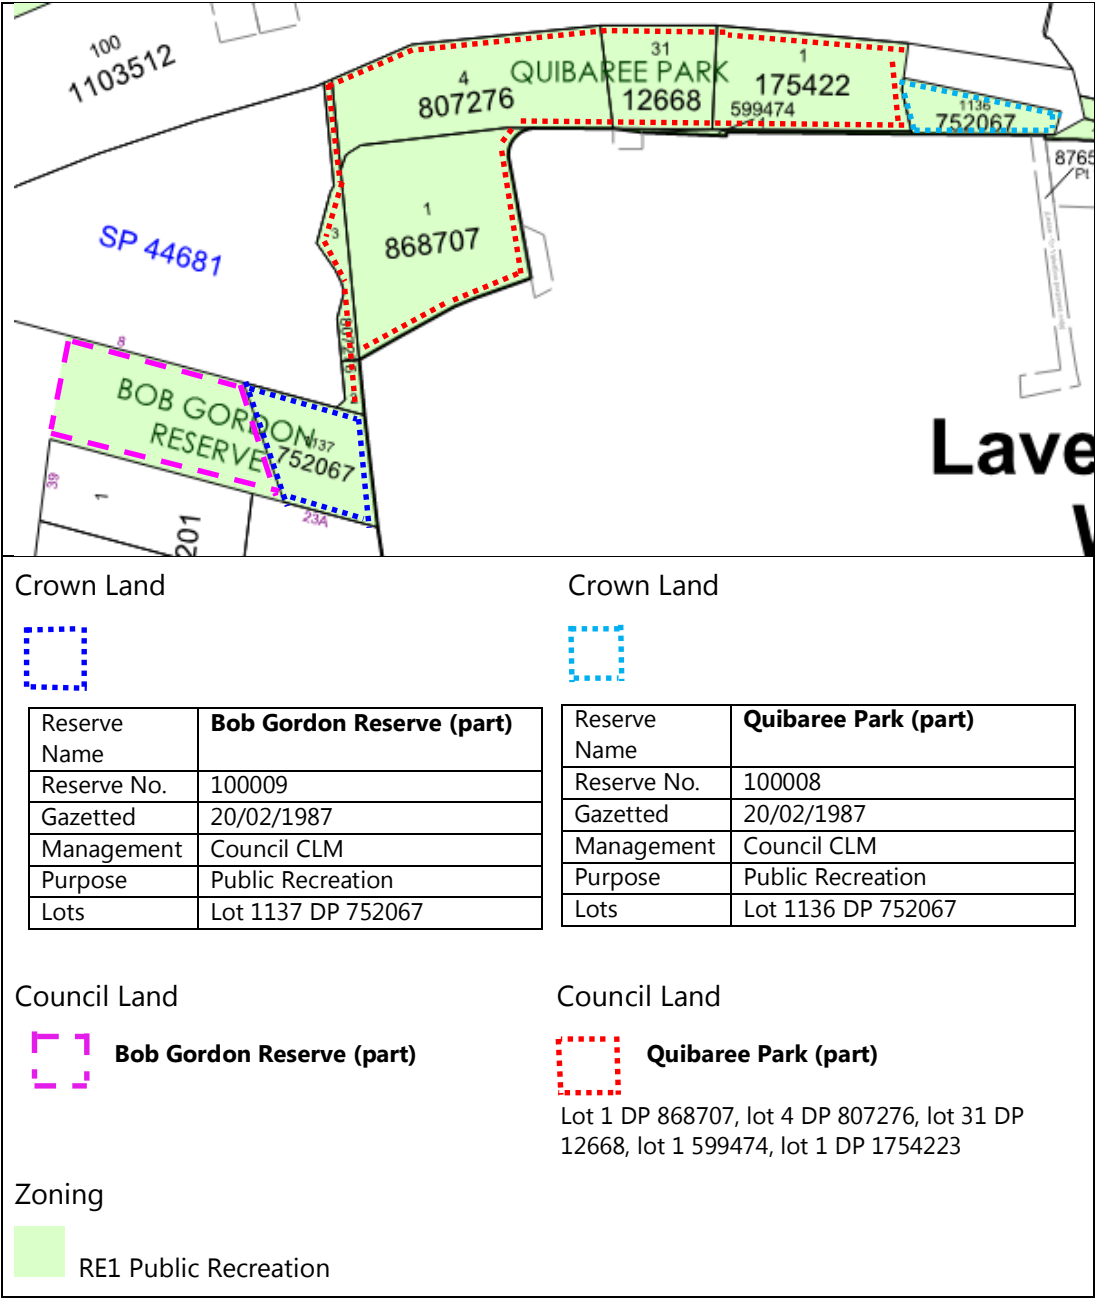 100
1103512
4
807276
QUIBAREE PARK
31
12668
1
175422
599474
1136
752067
8765
Pt
1
868707
3
SP 44681
8
BOB GORDON
RESERVE
1137
752067
39
1
201
23A
Lave
Crown Land
Reserve Name
Bob Gordon Reserve (part)
Reserve No.
100009
Gazetted
20/02/1987
Management
Council CLM
Purpose
Public Recreation
Lots
Lot 1137 DP 752067
Crown Land
Reserve Name
Quibaree Park (part)
Reserve No.
100008
Gazetted
20/02/1987
Management
Council CLM
Purpose
Public Recreation
Lots
Lot 1136 DP 752067
Council Land
Bob Gordon Reserve (part)
Council Land
Quibaree Park (part)
Lot 1 DP 868707, lot 4 DP 807276, lot 31 DP
12668, lot 1 599474, lot 1 DP 1754223
Zoning
RE1 Public Recreation